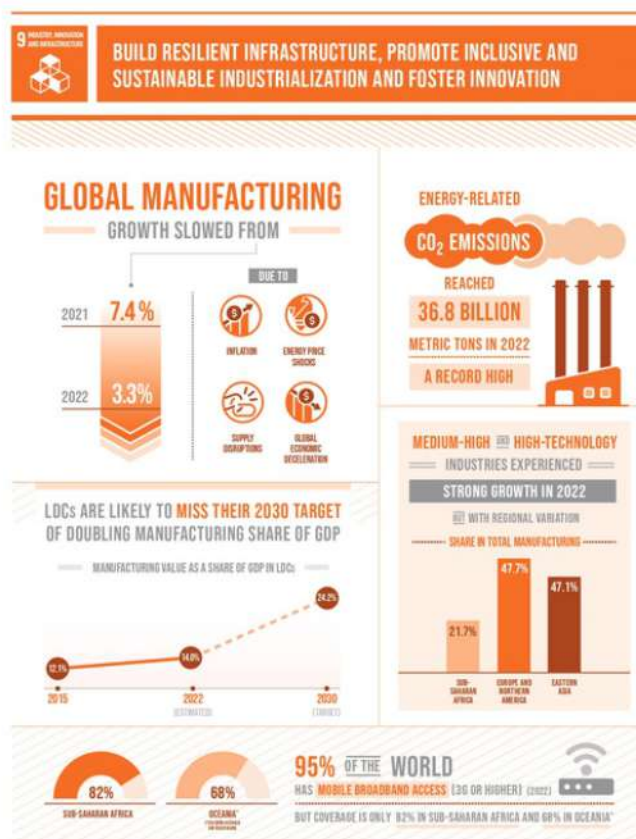 9 INDUSTRY, INNOVATION
AND INFRASTRUCTURE
BUILD RESILIENT INFRASTRUCTURE, PROMOTE INCLUSIVE AND
SUSTAINABLE INDUSTRIALIZATION AND FOSTER INNOVATION
GLOBAL MANUFACTURING
GROWTH SLOWED FROM
2021 7.4%
2022 3.3%
DUE TO
INFLATION
ENERGY PRICE
SHOCKS
SUPPLY
DISRUPTIONS
GLOBAL
ECONOMIC
DECELERATION
ENERGY-RELATED
CO₂ EMISSIONS
REACHED
36.8 BILLION
METRIC TONS IN 2022
A RECORD HIGH
LDCs ARE LIKELY TO MISS THEIR 2030 TARGET
OF DOUBLING MANUFACTURING SHARE OF GDP
MANUFACTURING VALUE AS A SHARE OF GDP IN LDCs
12.1%
14.0%
24.2%
2015
2022
(ESTIMATED)
2030
(TARGET)
MEDIUM-HIGH AND HIGH-TECHNOLOGY
INDUSTRIES EXPERIENCED
STRONG GROWTH IN 2022
BUT WITH REGIONAL VARIATION
SHARE IN TOTAL MANUFACTURING
21.7%
47.7%
47.1%
SUB-
SAHARAN
AFRICA
EUROPE AND
NORTHERN
AMERICA
EASTERN
ASIA
82%
SUB-SAHARAN AFRICA
68%
OCEANIA*
95% OF THE WORLD
HAS MOBILE BROADBAND ACCESS (3G OR HIGHER) (2022)
BUT COVERAGE IS ONLY 82% IN SUB-SAHARAN AFRICA AND 68% IN OCEANIA*